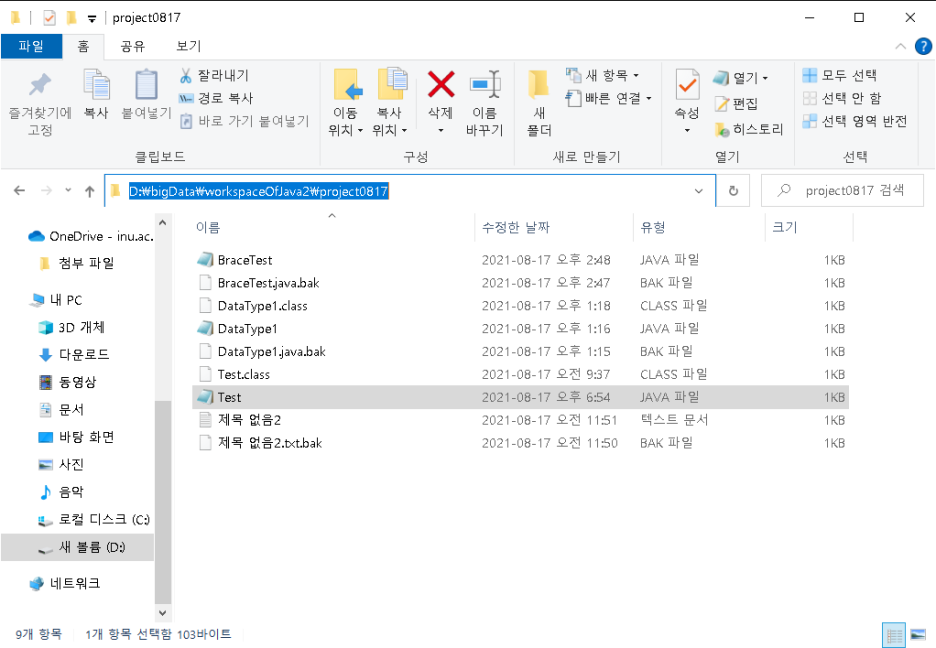 project0817
파일 홈 공유 보기
즐겨찾기에 고정
복사
붙여넣기
잘라내기
경로 복사
바로 가기 붙여넣기
클립보드
이동 위치
복사 위치
삭제
이름 바꾸기
구성
새 폴더
새 항목
빠른 연결
새로 만들기
속성
열기
편집
히스토리
열기
모두 선택
선택 안 함
선택 영역 반전
선택
D:₩bigData₩workspaceOfJava2₩project0817
project0817 검색
OneDrive - inu.ac.
첨부 파일
내 PC
3D 개체
다운로드
동영상
문서
바탕 화면
사진
음악
로컬 디스크 (C:)
새 볼륨 (D:)
네트워크
이름 수정한 날짜 유형 크기
BraceTest 2021-08-17 오후 2:48 JAVA 파일 1KB
BraceTest.java.bak 2021-08-17 오후 2:47 BAK 파일 1KB
DataType1.class 2021-08-17 오후 1:18 CLASS 파일 1KB
DataType1 2021-08-17 오후 1:16 JAVA 파일 1KB
DataType1.java.bak 2021-08-17 오후 1:15 BAK 파일 1KB
Test.class 2021-08-17 오전 9:37 CLASS 파일 1KB
Test 2021-08-17 오후 6:54 JAVA 파일 1KB
제목 없음2 2021-08-17 오전 11:51 텍스트 문서 1KB
제목 없음2.txt.bak 2021-08-17 오전 11:50 BAK 파일 1KB
9개 항목 1개 항목 선택함 103바이트